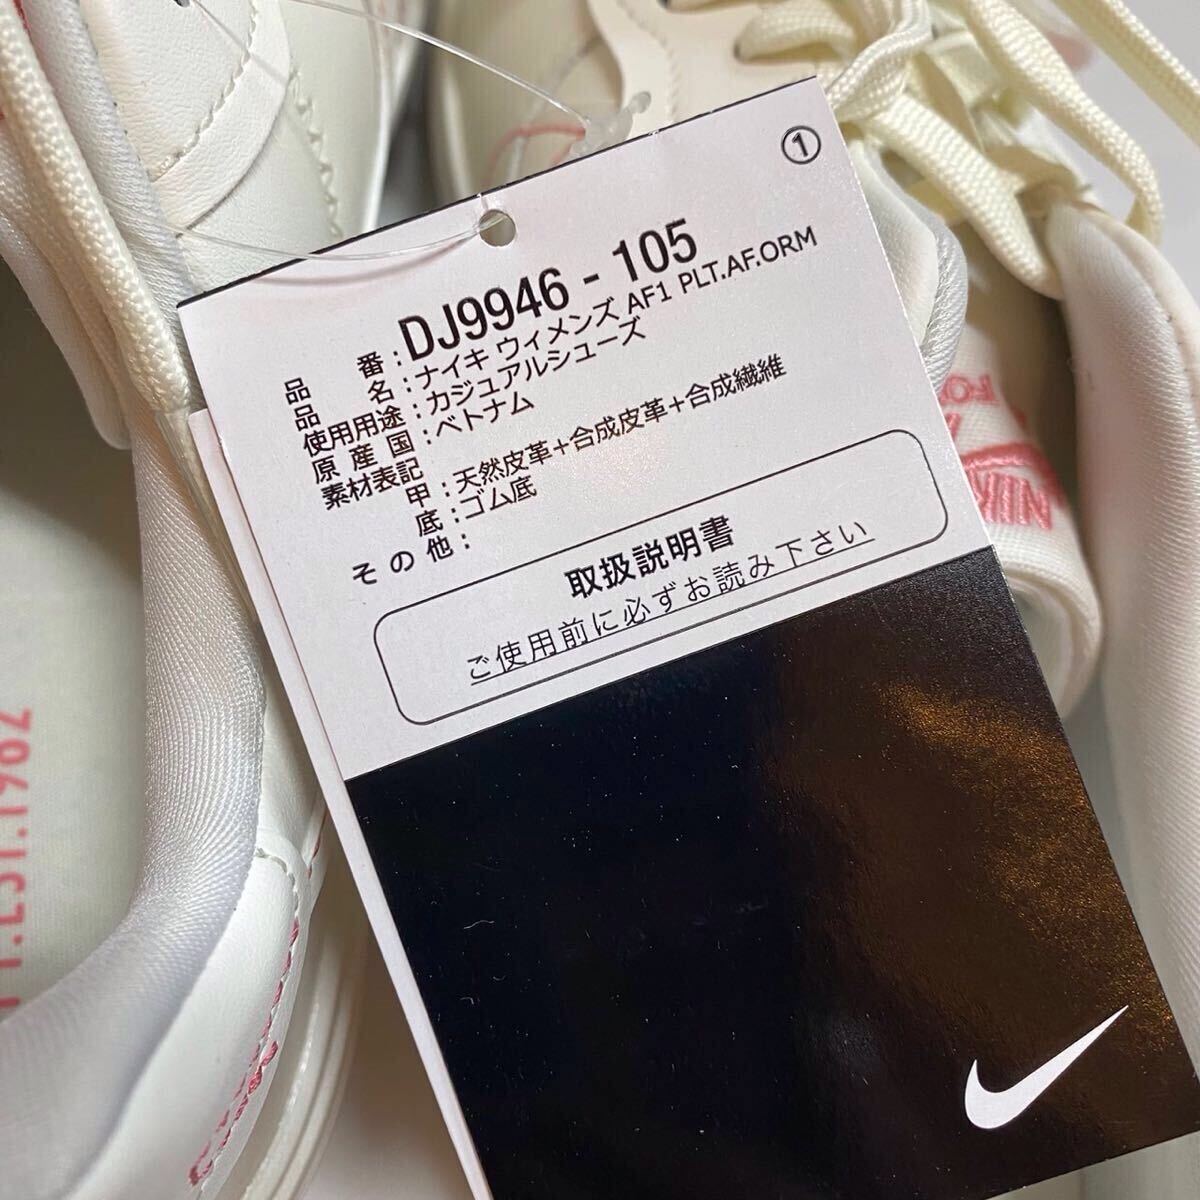 ①
品番:DJ9946 - 105
品名:ナイキ ウィメンズ AF1 PLT.AF.ORM
使用用途:カジュアルシューズ
原産国:ベトナム
素材表記
甲:天然皮革+合成皮革+合成繊維
底:ゴム底
その他:
取扱説明書
ご使用前に必ずお読み下さい
NIK
EST.1982